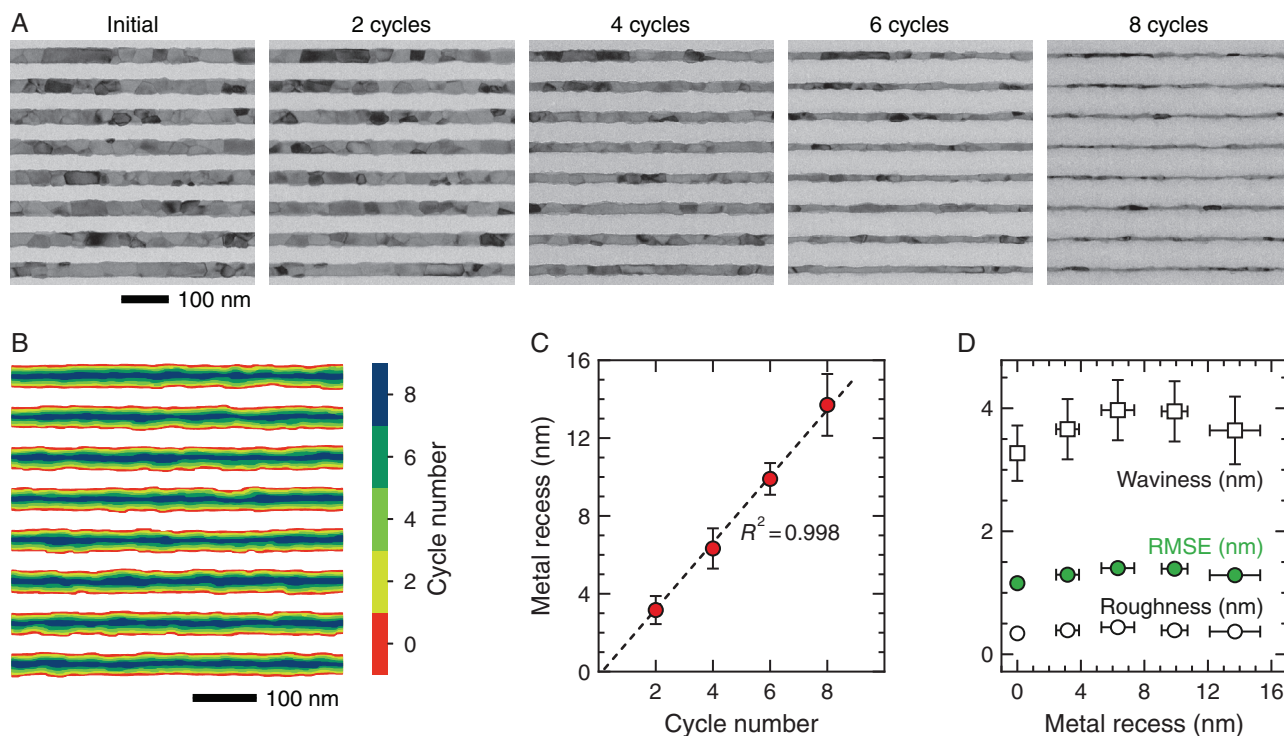 A
Initial
2 cycles
4 cycles
6 cycles
8 cycles
100 nm
B
8
6
4
2
0
Cycle number
100 nm
C
16
12
8
4
0
Metal recess (nm)
R² = 0.998
2
4
6
8
Cycle number
D
4
2
0
Waviness (nm)
RMSE (nm)
Roughness (nm)
0
4
8
12
16
Metal recess (nm)